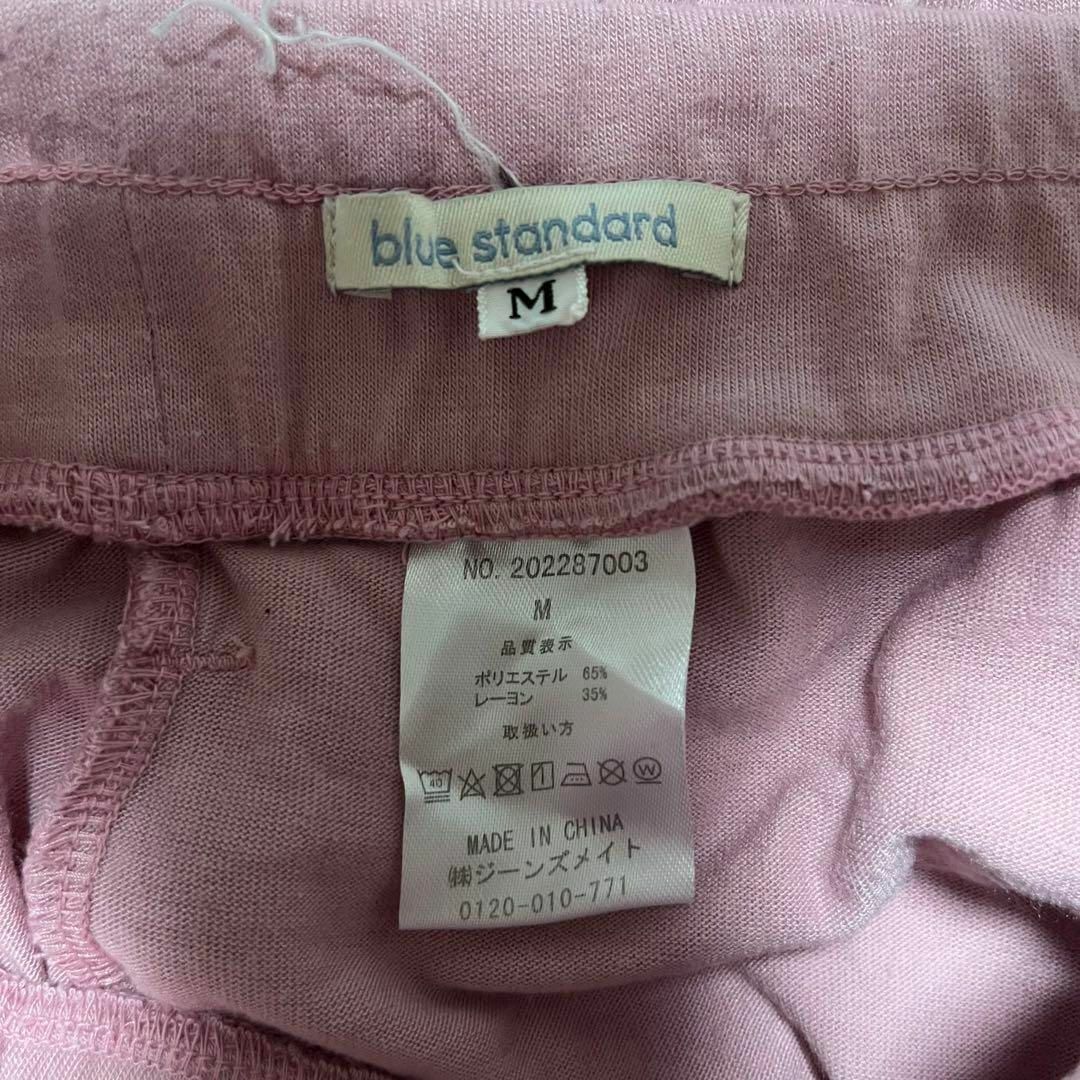 blue standard
M
NO. 202287003
M
品質表示
ポリエステル 65%
レーヨン 35%
取扱い方
40 W
MADE IN CHINA
㈱ジーンズメイト
0120-010-771